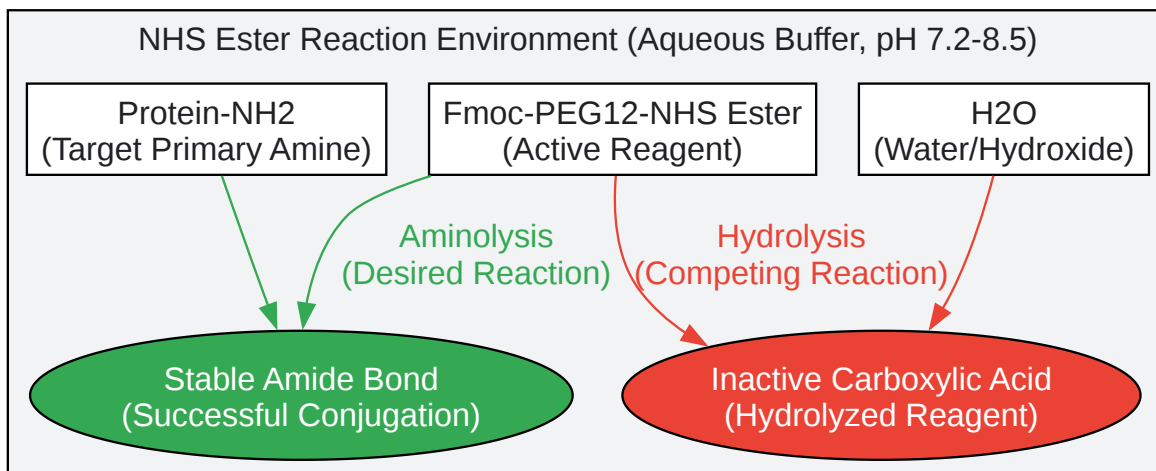 NHS Ester Reaction Environment (Aqueous Buffer, pH 7.2-8.5)
Protein-NH2
(Target Primary Amine)
Fmoc-PEG12-NHS Ester
(Active Reagent)
H2O
(Water/Hydroxide)
Aminolysis
(Desired Reaction)
Hydrolysis
(Competing Reaction)
Stable Amide Bond
(Successful Conjugation)
Inactive Carboxylic Acid
(Hydrolyzed Reagent)